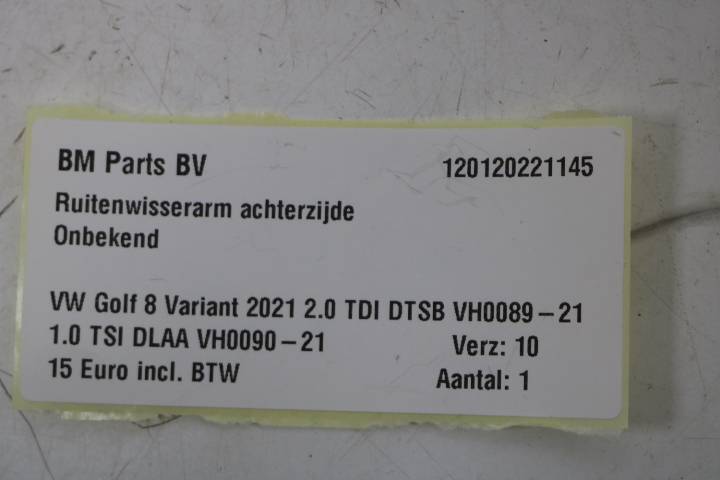 BM Parts BV 120120221145
Ruitenwisserarm achterzijde
Onbekend
VW Golf 8 Variant 2021 2.0 TDI DTSB VH0089-21
1.0 TSI DLAA VH0090-21 Verz: 10
15 Euro incl. BTW Aantal: 1